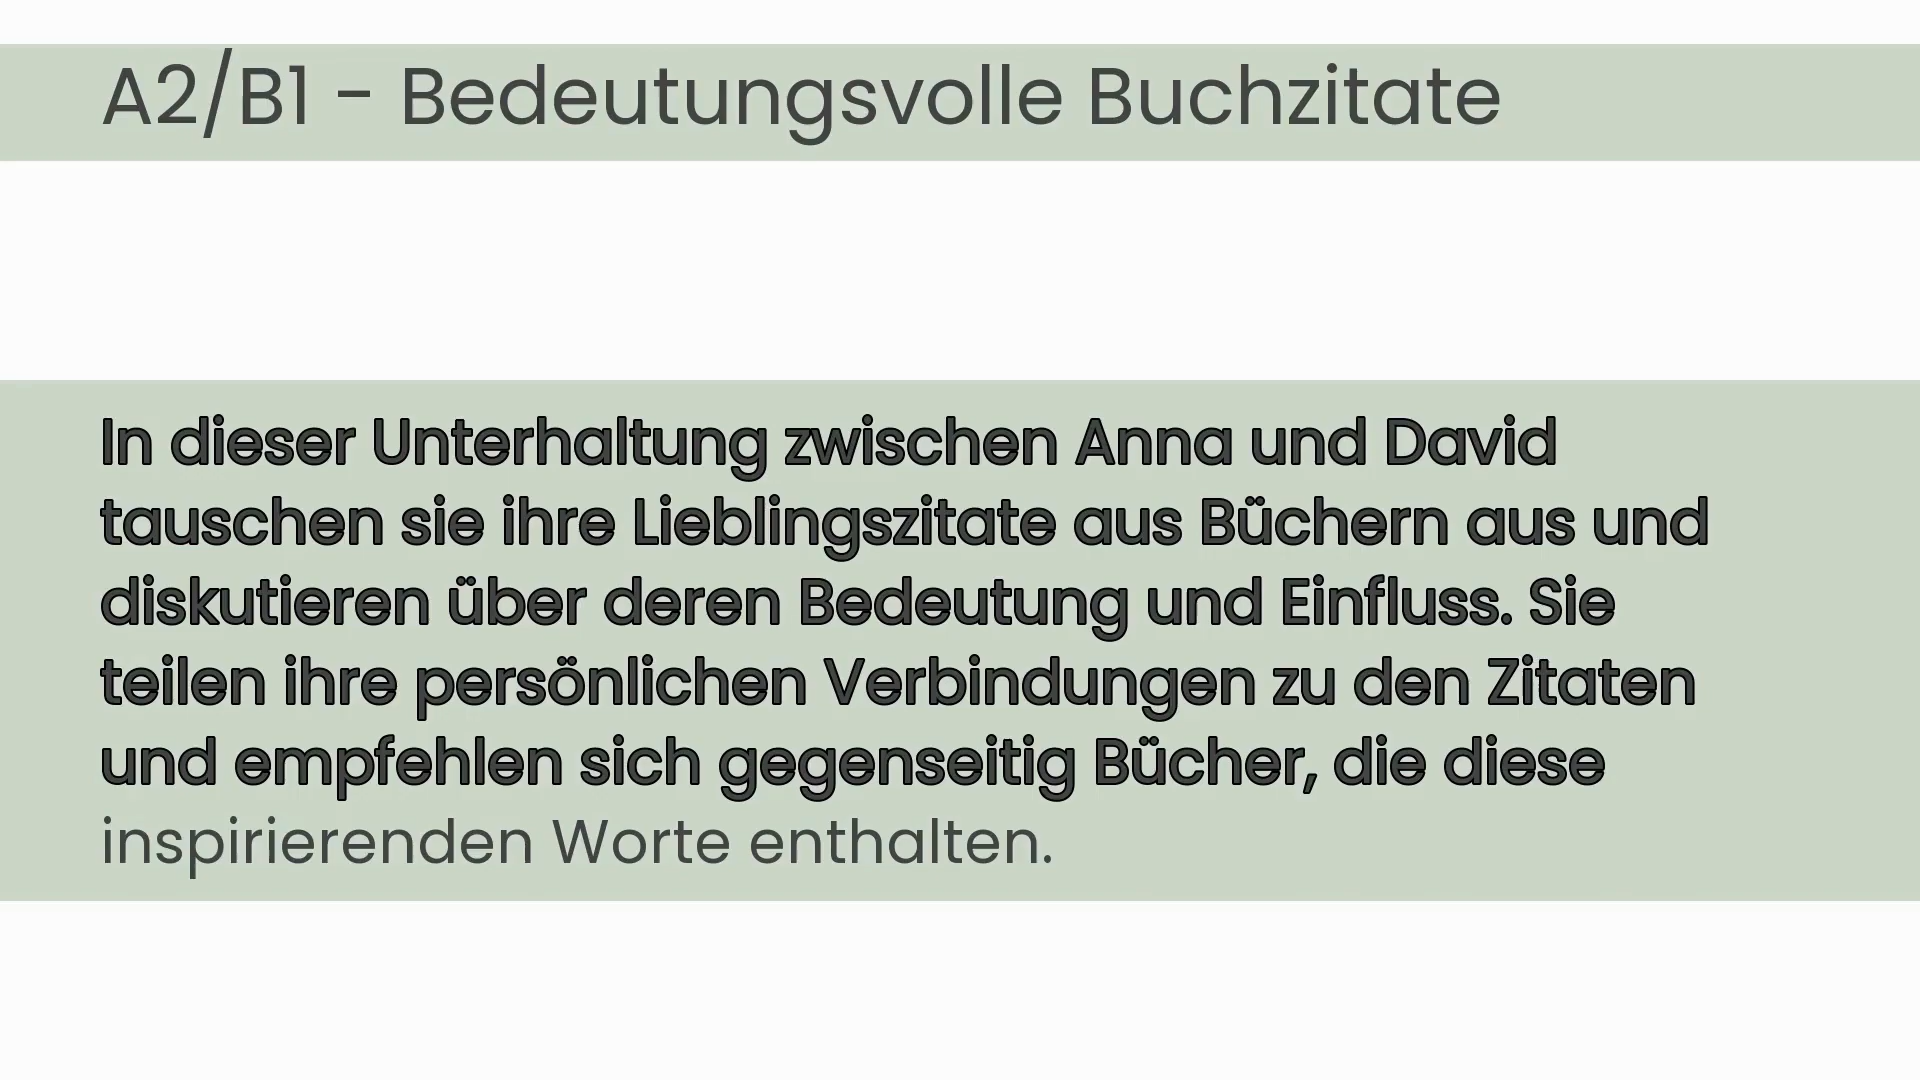 A2/B1 - Bedeutungsvolle Buchzitate
In dieser Unterhaltung zwischen Anna und David
tauschen sie ihre Lieblingszitate aus Büchern aus und
diskutieren über deren Bedeutung und Einfluss. Sie
teilen ihre persönlichen Verbindungen zu den Zitaten
und empfehlen sich gegenseitig Bücher, die diese
inspirierenden Worte enthalten.